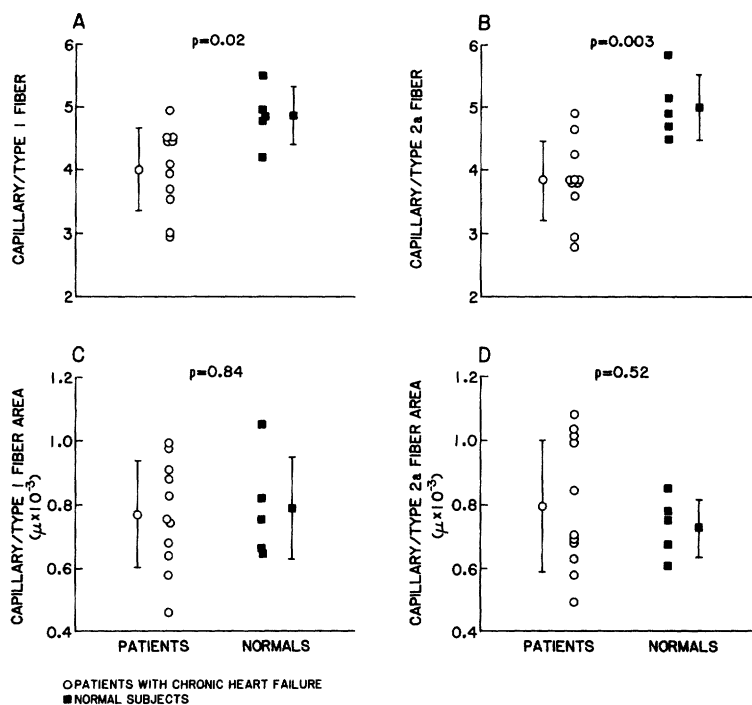 A
p=0.02
CAPILLARY/TYPE 1 FIBER
6
5
4
3
2
B
p=0.003
CAPILLARY/TYPE 2a FIBER
6
5
4
3
2
C
p=0.84
CAPILLARY/TYPE 1 FIBER AREA
(μ×10⁻³)
1.2
1.0
0.8
0.6
0.4
PATIENTS NORMALS
D
p=0.52
CAPILLARY/TYPE 2a FIBER AREA
(μ×10⁻³)
1.2
1.0
0.8
0.6
0.4
PATIENTS NORMALS
○PATIENTS WITH CHRONIC HEART FAILURE
■NORMAL SUBJECTS